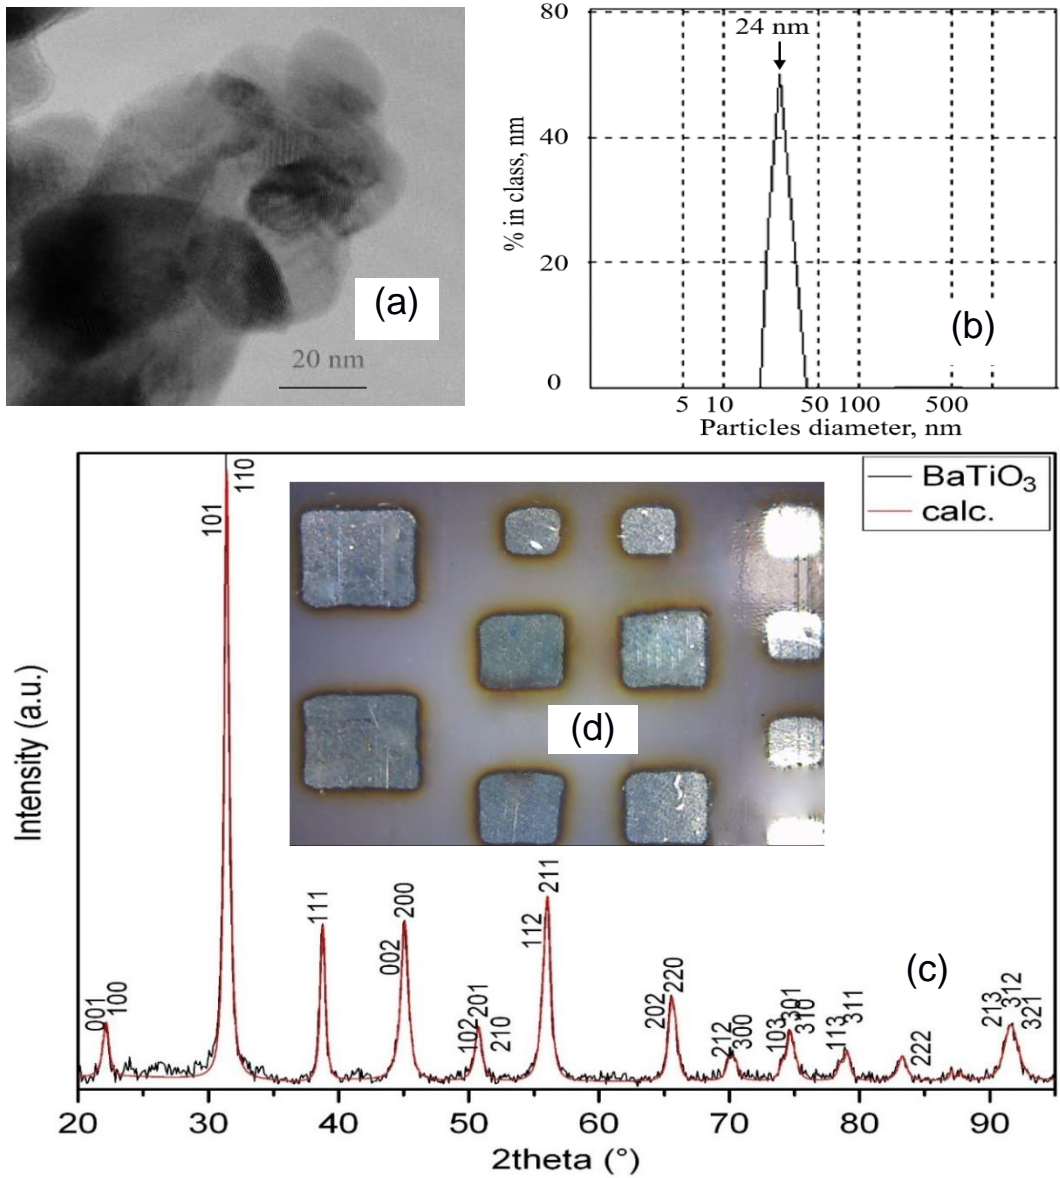 (a)
20 nm
80
40
20
0
% in class, nm
24 nm
(b)
5 10 50 100 500
Particles diameter, nm
Intensity (a.u.)
BaTiO3
calc.
(d)
(c)
001
100
101
110
111
002
200
102
201
210
112
211
202
220
212
300
103
301
310
113
311
222
213
312
321
20 30 40 50 60 70 80 90
2theta (°)